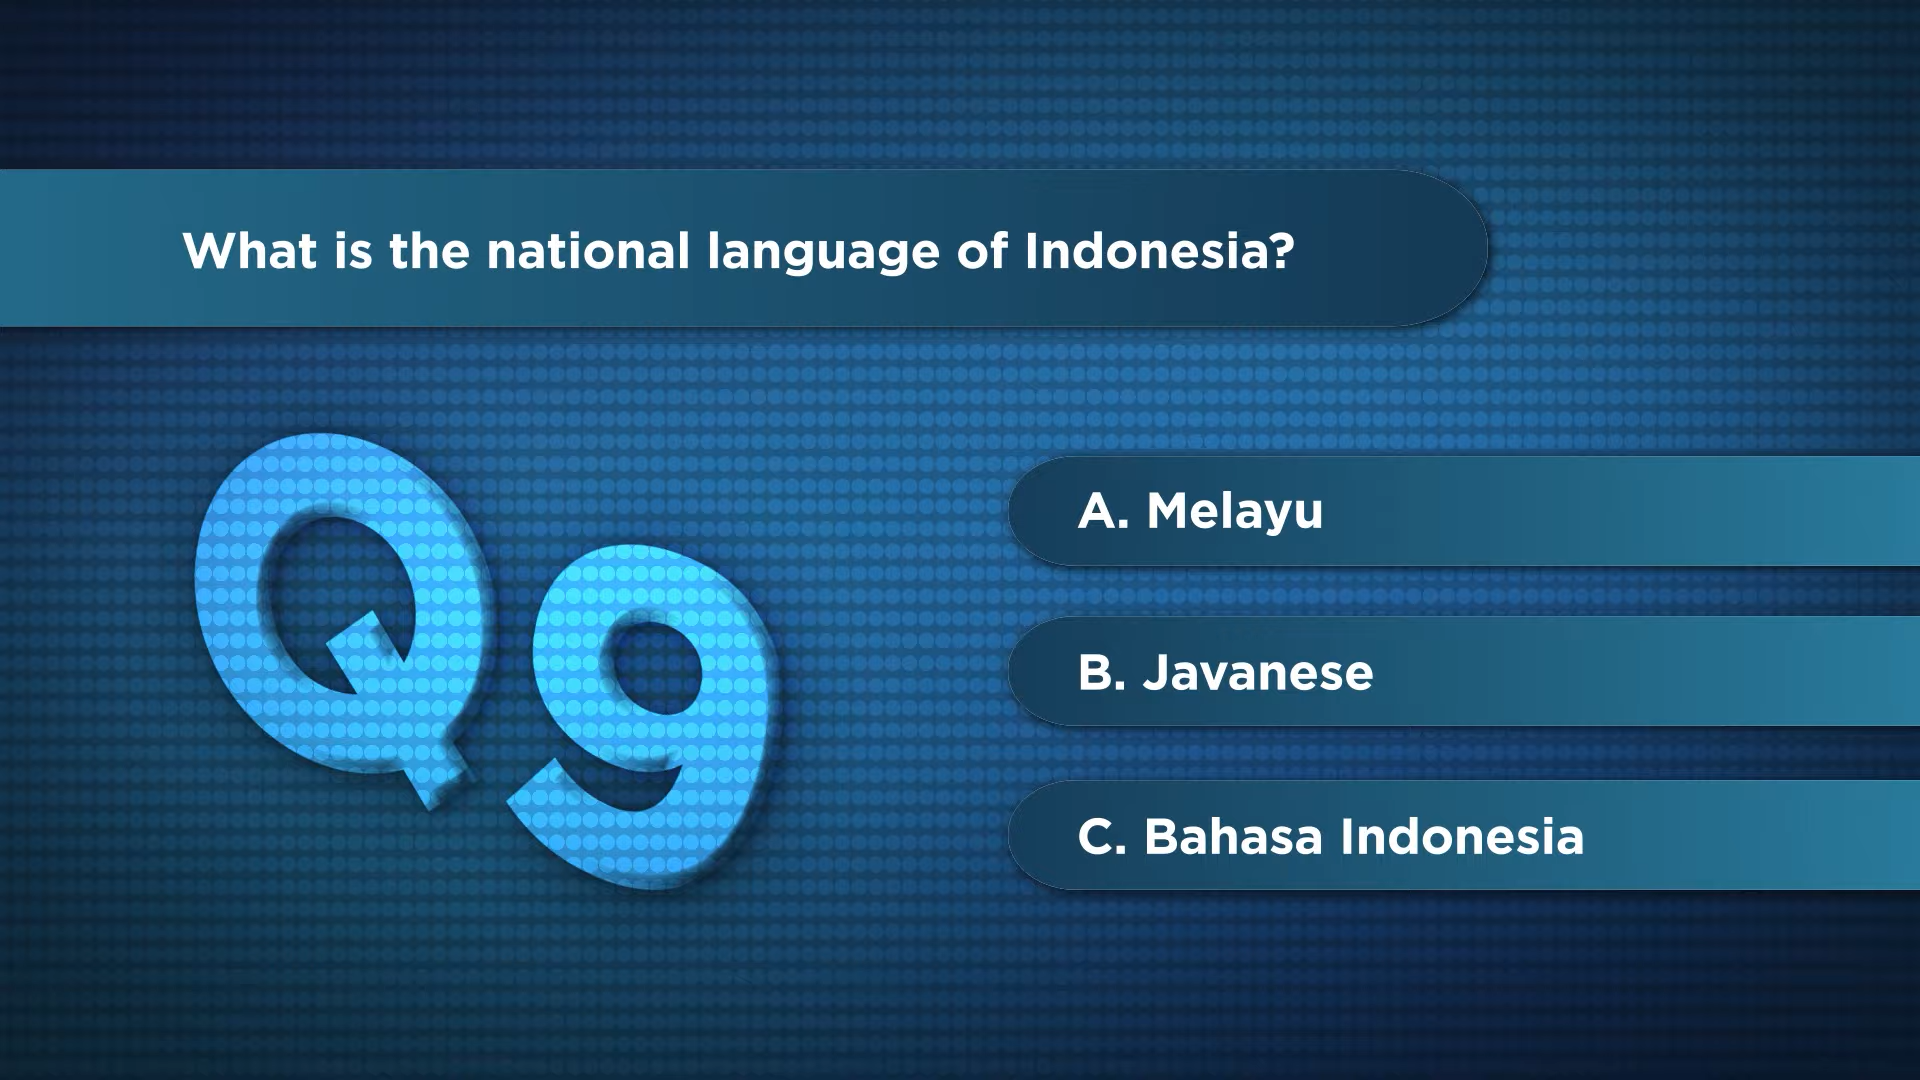 What is the national language of Indonesia?
Q9
A. Melayu
B. Javanese
C. Bahasa Indonesia